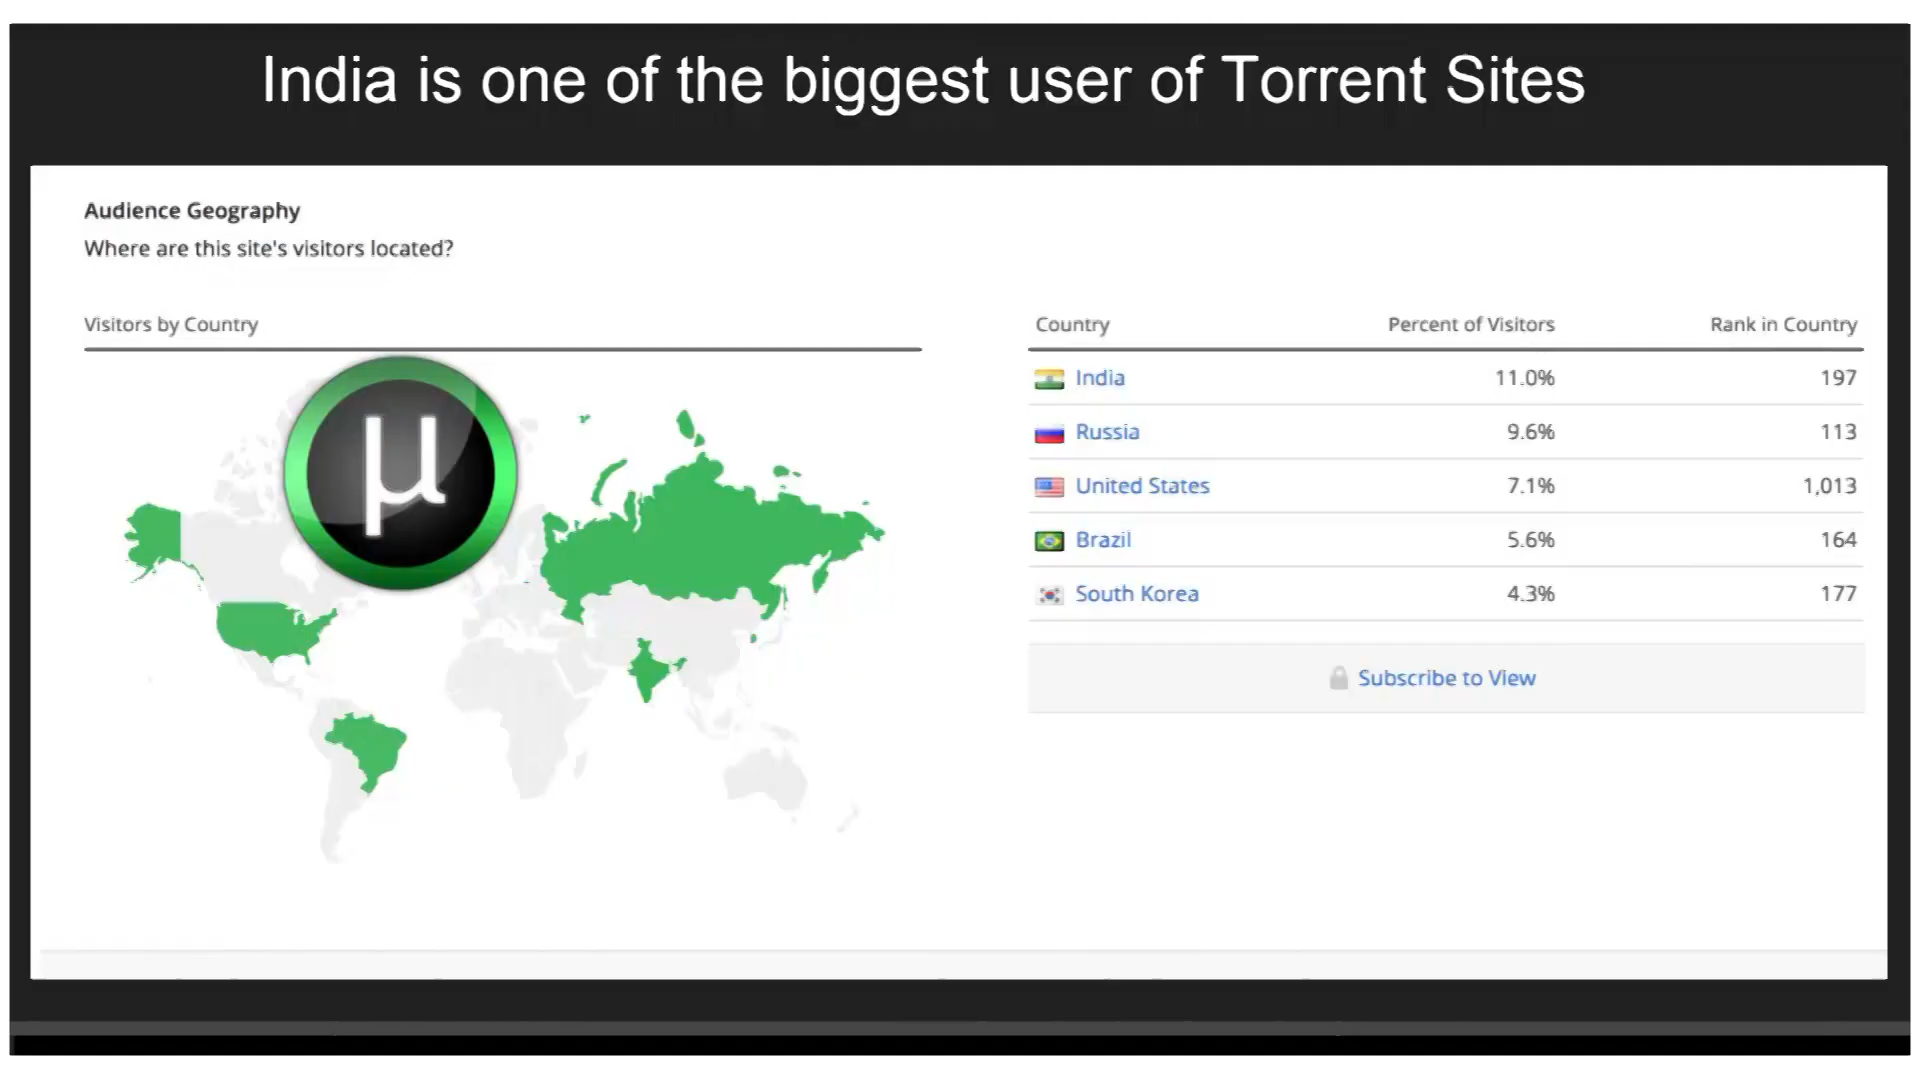 India is one of the biggest user of Torrent Sites
Audience Geography
Where are this site's visitors located?
Visitors by Country
µ
Country Percent of Visitors Rank in Country
India 11.0% 197
Russia 9.6% 113
United States 7.1% 1,013
Brazil 5.6% 164
South Korea 4.3% 177
Subscribe to View